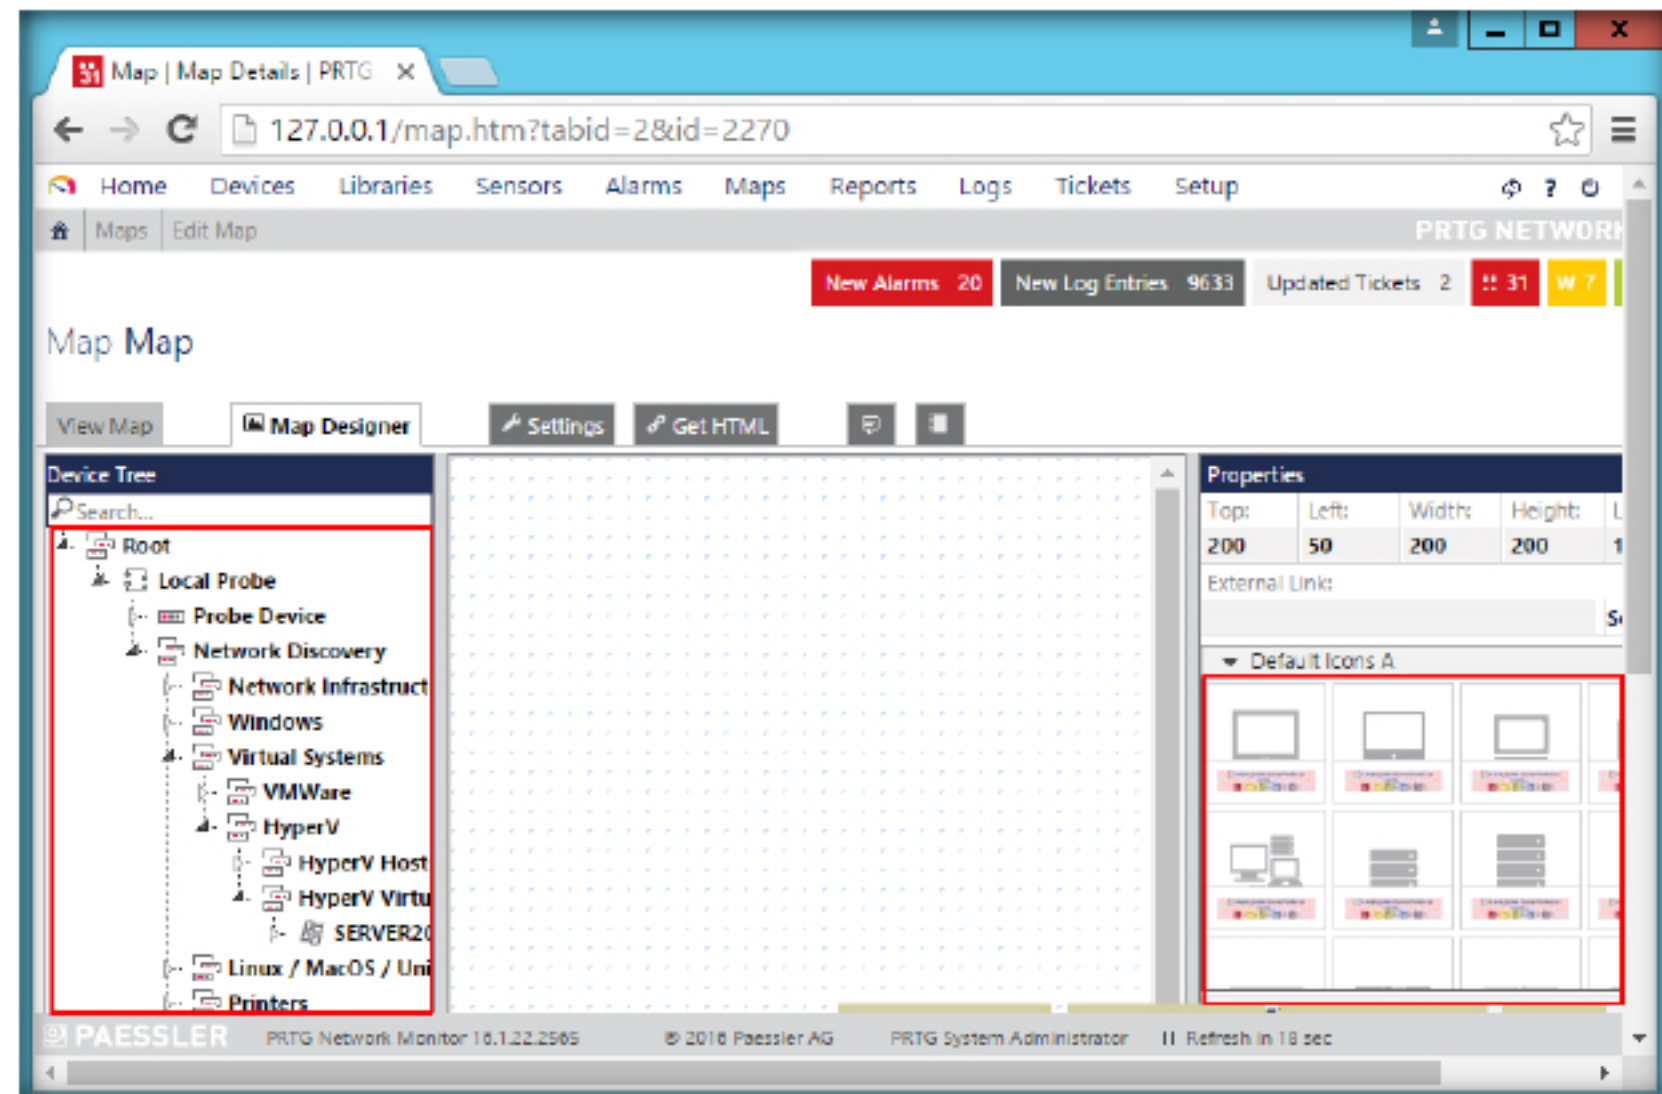 Map | Map Details | PRTG
127.0.0.1/map.htm?tabid=2&id=2270
Home Devices Libraries Sensors Alarms Maps Reports Logs Tickets Setup ?
Maps Edit Map PRTG NETWORK
New Alarms 20 New Log Entries 9633 Updated Tickets 2 !! 31 W 7
Map Map
View Map Map Designer Settings Get HTML
Device Tree
Search...
Root
Local Probe
Probe Device
Network Discovery
Network Infrastruct
Windows
Virtual Systems
VMWare
HyperV
HyperV Host
HyperV Virtu
SERVER20
Linux / MacOS / Uni
Printers
Properties
Top: Left: Width: Height: L
200 50 200 200 1
External Link:
Default Icons A
PAESSLER PRTG Network Monitor 16.1.22.2565 © 2016 Paessler AG PRTG System Administrator Refresh in 18 sec